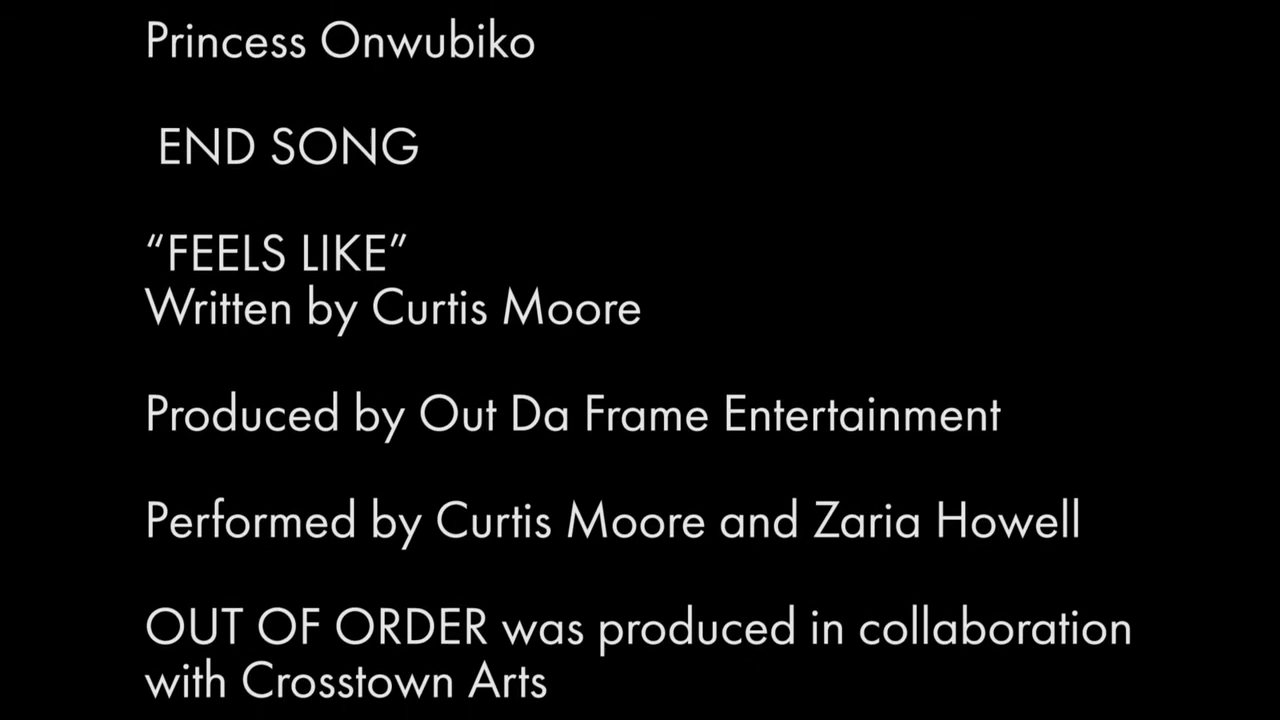 Princess Onwubiko
END SONG
“FEELS LIKE”
Written by Curtis Moore
Produced by Out Da Frame Entertainment
Performed by Curtis Moore and Zaria Howell
OUT OF ORDER was produced in collaboration
with Crosstown Arts